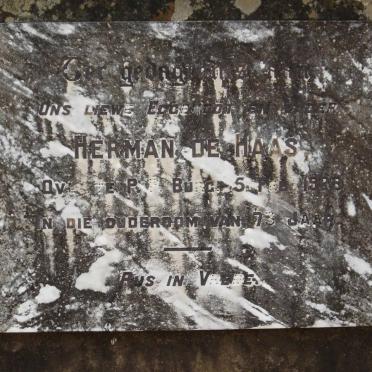 Ter gedagtenis aan
Ons liewe Eggenoot en Vader
Herman de Haas,
In die ouderdom van 73 Jaar.
Rus in Vrede.